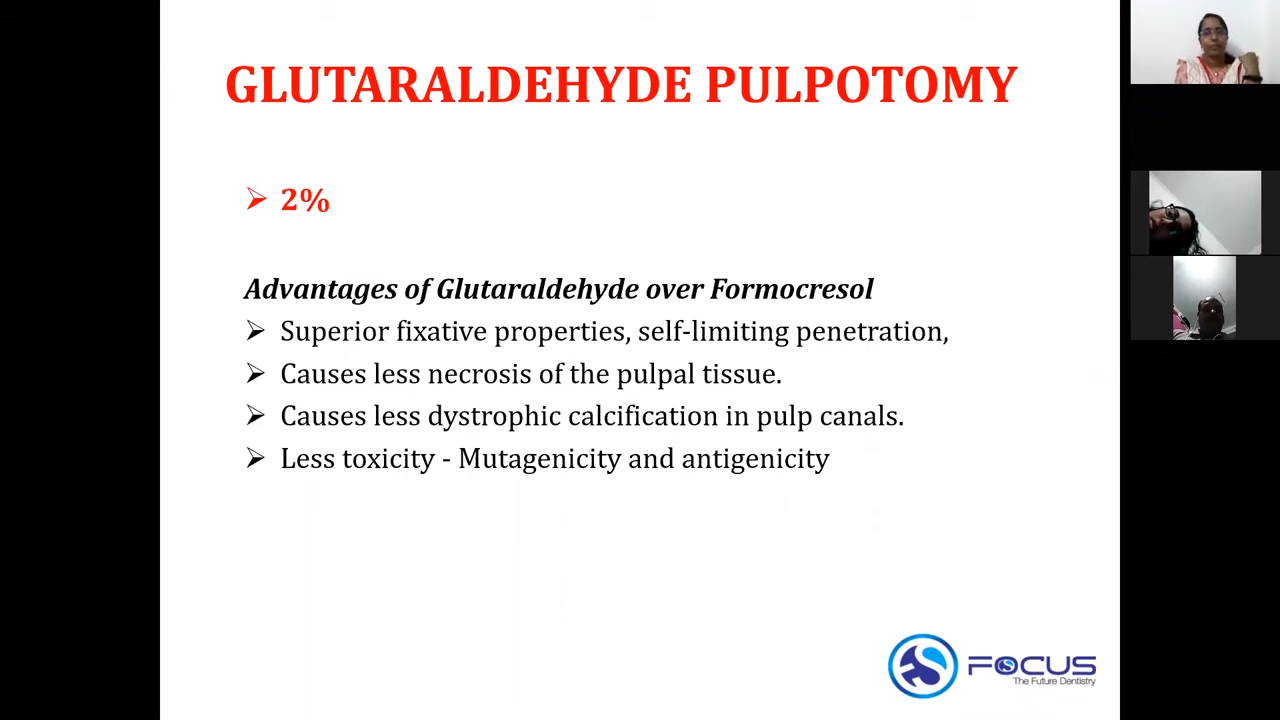 GLUTARALDEHYDE PULPOTOMY
➢ 2%
Advantages of Glutaraldehyde over Formocresol
➢ Superior fixative properties, self-limiting penetration,
➢ Causes less necrosis of the pulpal tissue.
➢ Causes less dystrophic calcification in pulp canals.
➢ Less toxicity - Mutagenicity and antigenicity
FOCUS
The Future Dentistry